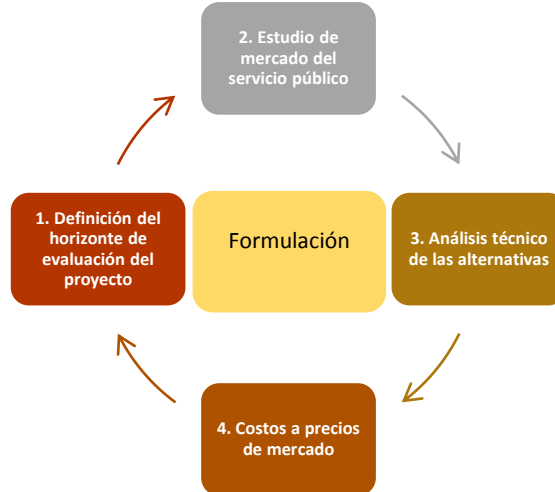 2. Estudio de
mercado del
servicio público
1. Definición del
horizonte de
evaluación del
proyecto
Formulación
3. Análisis técnico
de las alternativas
4. Costos a precios
de mercado